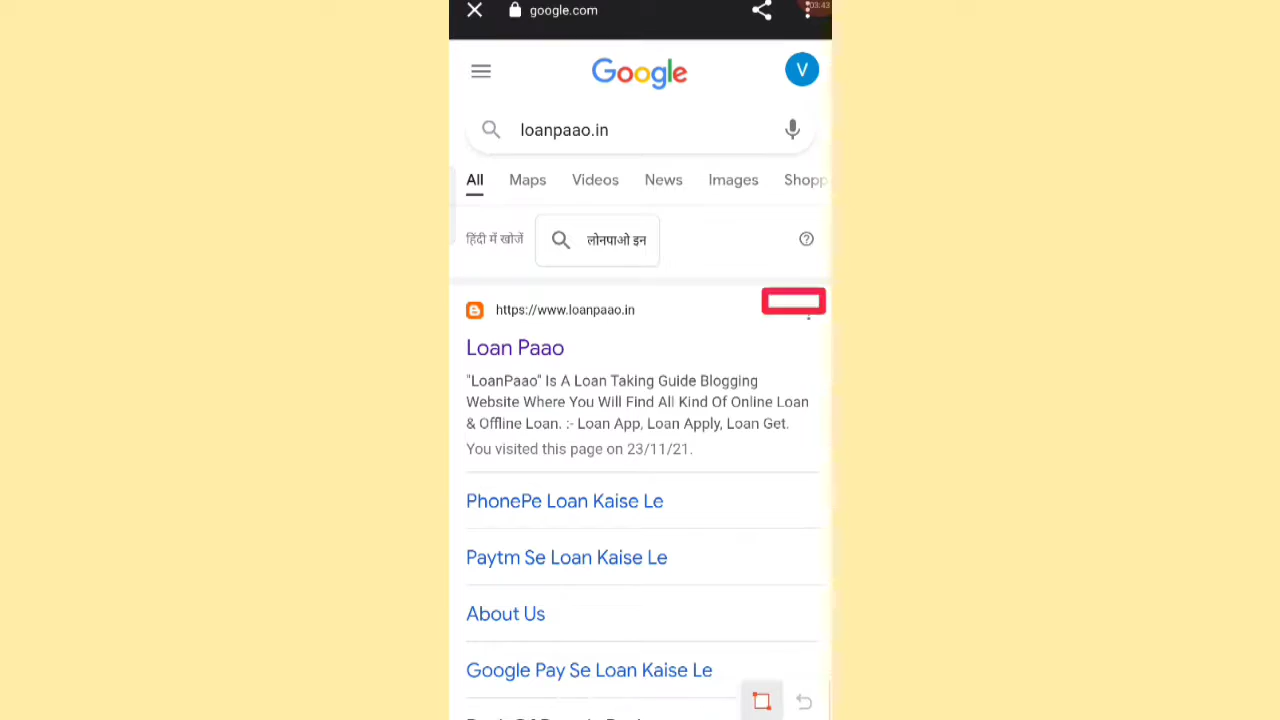 google.com
03:43
Google
V
loanpaao.in
All Maps Videos News Images Shopp
हिंदी में खोजें लोनपाओ इन
https://www.loanpaao.in
Loan Paao
"LoanPaao" Is A Loan Taking Guide Blogging
Website Where You Will Find All Kind Of Online Loan
& Offline Loan. :- Loan App, Loan Apply, Loan Get.
You visited this page on 23/11/21.
PhonePe Loan Kaise Le
Paytm Se Loan Kaise Le
About Us
Google Pay Se Loan Kaise Le